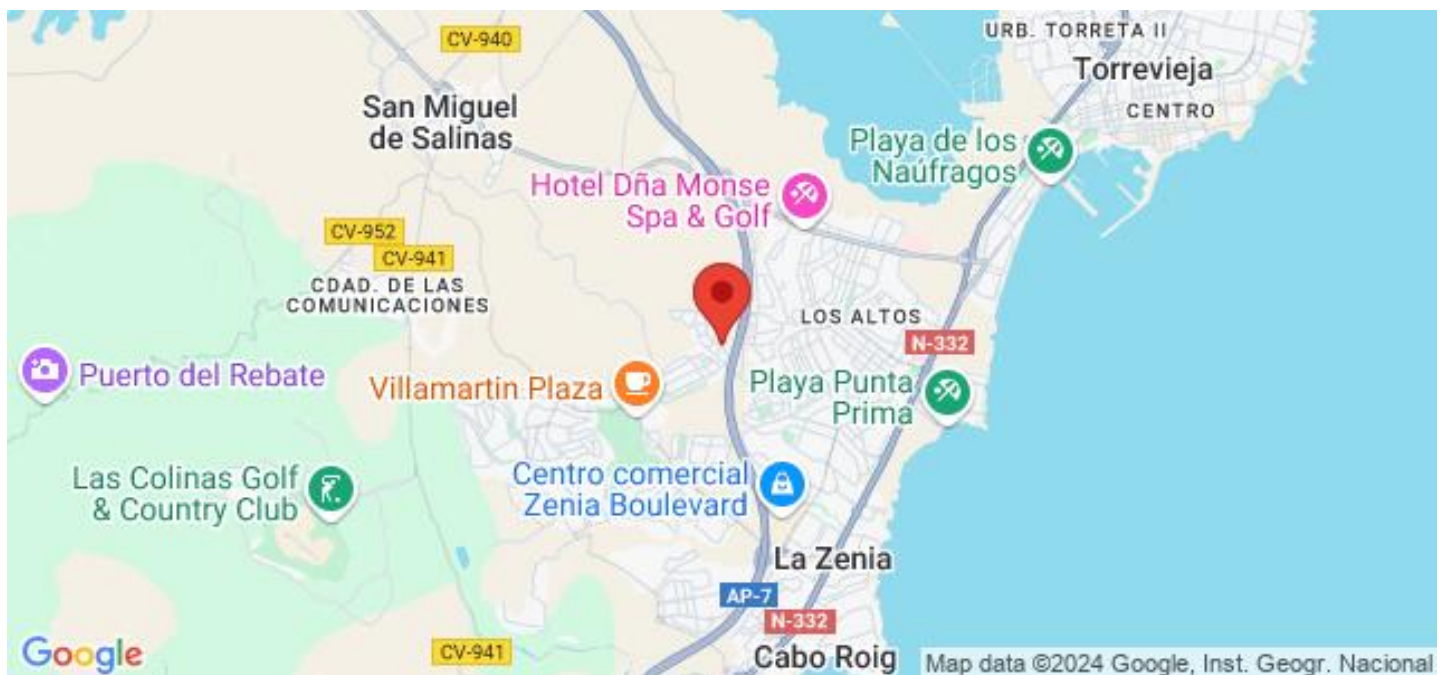 URB. TORRETA II
CV-940
Torrevieja
San Miguel
de Salinas
CENTRO
Playa de los
Naúfragos
Hotel Dña Monse
Spa & Golf
CV-952
CV-941
CDAD. DE LAS
COMUNICACIONES
LOS ALTOS
N-332
Puerto del Rebate
Villamartin Plaza
Playa Punta
Prima
Las Colinas Golf
& Country Club
Centro comercial
Zenia Boulevard
La Zenia
AP-7
N-332
Google
CV-941
Cabo Roig
Map data ©2024 Google, Inst. Geogr. Nacional